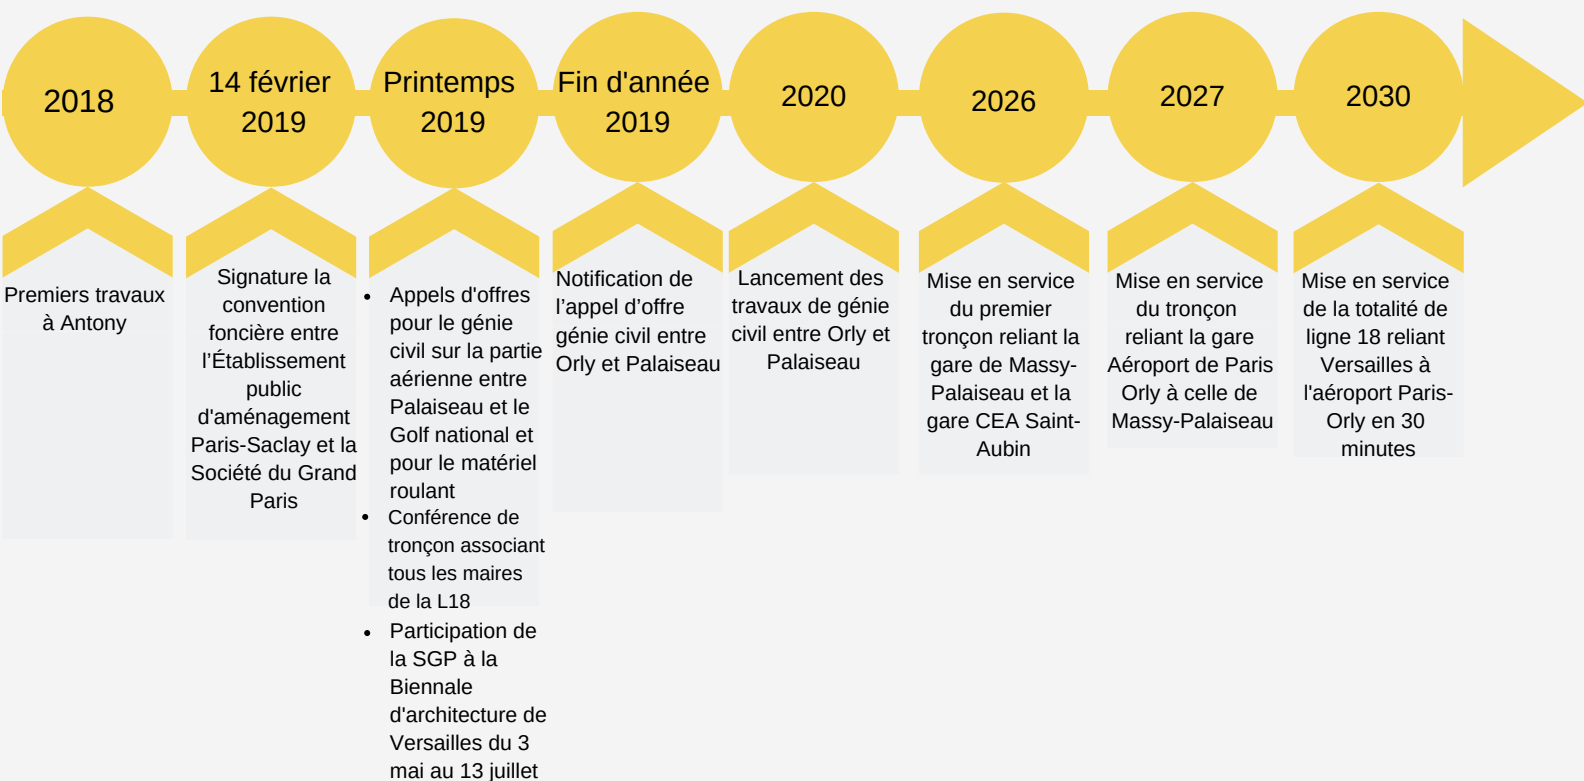 2018
14 février
2019
Printemps
2019
Fin d'année
2019
2020
2026
2027
2030
Premiers travaux
à Antony
Signature la
convention
foncière entre
l’Établissement
public
d'aménagement
Paris-Saclay et la
Société du Grand
Paris
• Appels d'offres
pour le génie
civil sur la partie
aérienne entre
Palaiseau et le
Golf national et
pour le matériel
roulant
• Conférence de
tronçon associant
tous les maires
de la L18
• Participation de
la SGP à la
Biennale
d'architecture de
Versailles du 3
mai au 13 juillet
Notification de
l’appel d’offre
génie civil entre
Orly et Palaiseau
Lancement des
travaux de génie
civil entre Orly et
Palaiseau
Mise en service
du premier
tronçon reliant la
gare de Massy-
Palaiseau et la
gare CEA Saint-
Aubin
Mise en service
du tronçon
reliant la gare
Aéroport de Paris
Orly à celle de
Massy-Palaiseau
Mise en service
de la totalité de
ligne 18 reliant
Versailles à
l'aéroport Paris-
Orly en 30
minutes